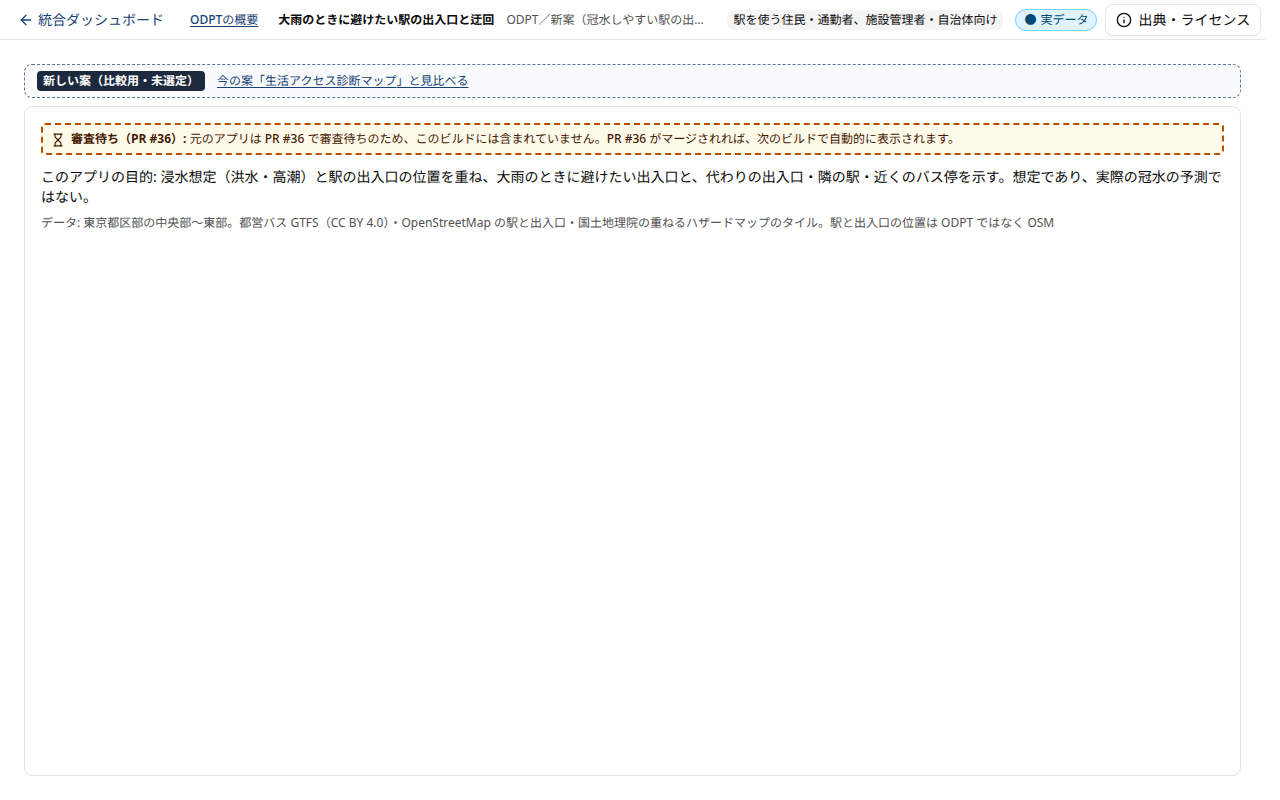 統合ダッシュボード ODPTの概要 大雨のときに避けたい駅の出入口と迂回 ODPT／新案（冠水しやすい駅の出... 駅を使う住民・通勤者、施設管理者・自治体向け 実データ 出典・ライセンス
新しい案（比較用・未選定） 今の案「生活アクセス診断マップ」と見比べる
審査待ち（PR #36）: 元のアプリは PR #36 で審査待ちのため、このビルドには含まれていません。PR #36 がマージされれば、次のビルドで自動的に表示されます。
このアプリの目的: 浸水想定（洪水・高潮）と駅の出入口の位置を重ね、大雨のときに避けたい出入口と、代わりの出入口・隣の駅・近くのバス停を示す。想定であり、実際の冠水の予測で
はない。
データ: 東京都区部の中央部〜東部。都営バス GTFS（CC BY 4.0）・OpenStreetMap の駅と出入口・国土地理院の重ねるハザードマップのタイル。駅と出入口の位置は ODPT ではなく OSM